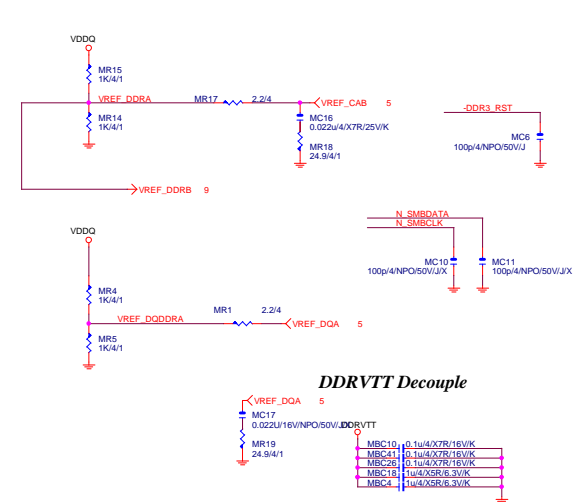 VDDQ
MR15
1K/4/1
VREF_DDRA
MR17
2.2/4
VREF_CAB 5
MR14
1K/4/1
MC16
0.022u/4/X7R/25V/K
MR18
24.9/4/1
-DDR3_RST
MC6
100p/4/NPO/50V/J
VREF_DDRB 9
N_SMBDATA
N_SMBCLK
MC10
100p/4/NPO/50V/J/X
MC11
100p/4/NPO/50V/J/X
VDDQ
MR4
1K/4/1
VREF_DQDDRA
MR1
2.2/4
VREF_DQA 5
MR5
1K/4/1
DDRVTT Decouple
VREF_DQA 5
MC17
0.022U/16V/NPO/50V/J/X
MR19
24.9/4/1
DDRVTT
MBC10 0.1u/4/X7R/16V/K
MBC41 0.1u/4/X7R/16V/K
MBC26 0.1u/4/X7R/16V/K
MBC18 1u/4/X5R/6.3V/K
MBC4 1u/4/X5R/6.3V/K